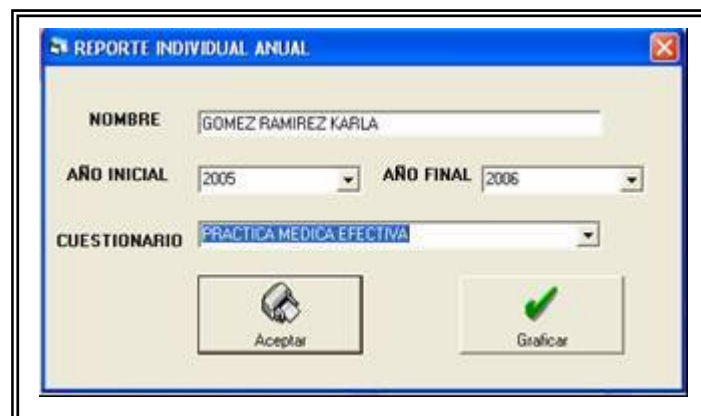 REPORTE INDIVIDUAL ANUAL
NOMBRE GOMEZ RAMIREZ KARLA
AÑO INICIAL 2005 AÑO FINAL 2006
CUESTIONARIO PRACTICA MEDICA EFECTIVA
Aceptar Graficar